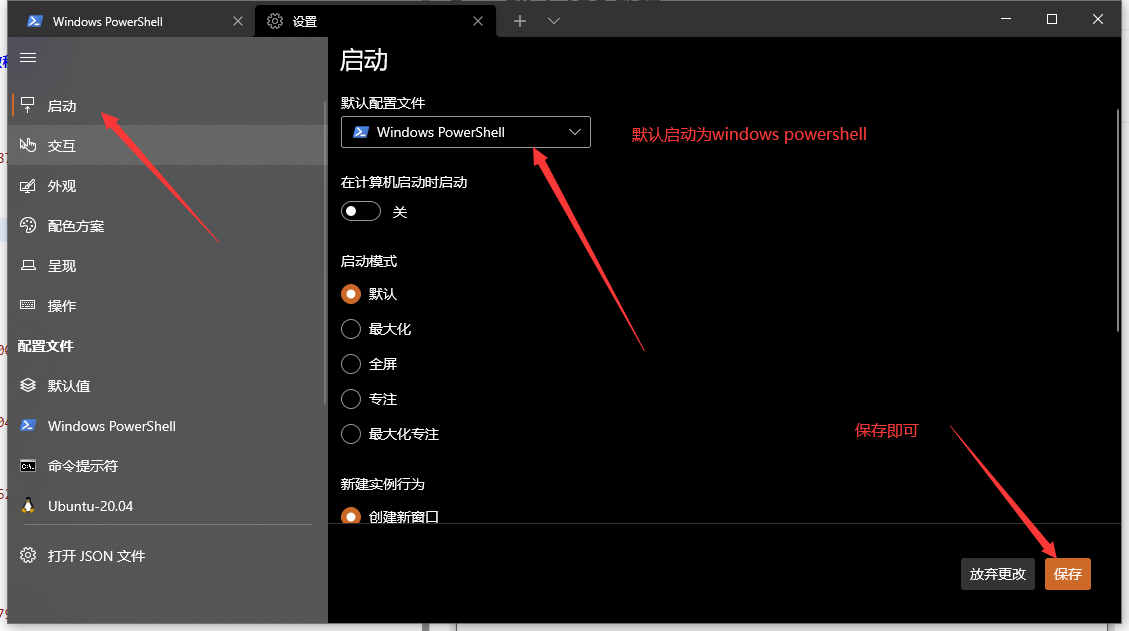 Windows PowerShell
设置
启动
交互
外观
配色方案
呈现
操作
配置文件
默认值
Windows PowerShell
命令提示符
Ubuntu-20.04
打开 JSON 文件
启动
默认配置文件
Windows PowerShell
默认启动为windows powershell
在计算机启动时启动
关
启动模式
默认
最大化
全屏
专注
最大化专注
保存即可
新建实例行为
创建新窗口
放弃更改
保存